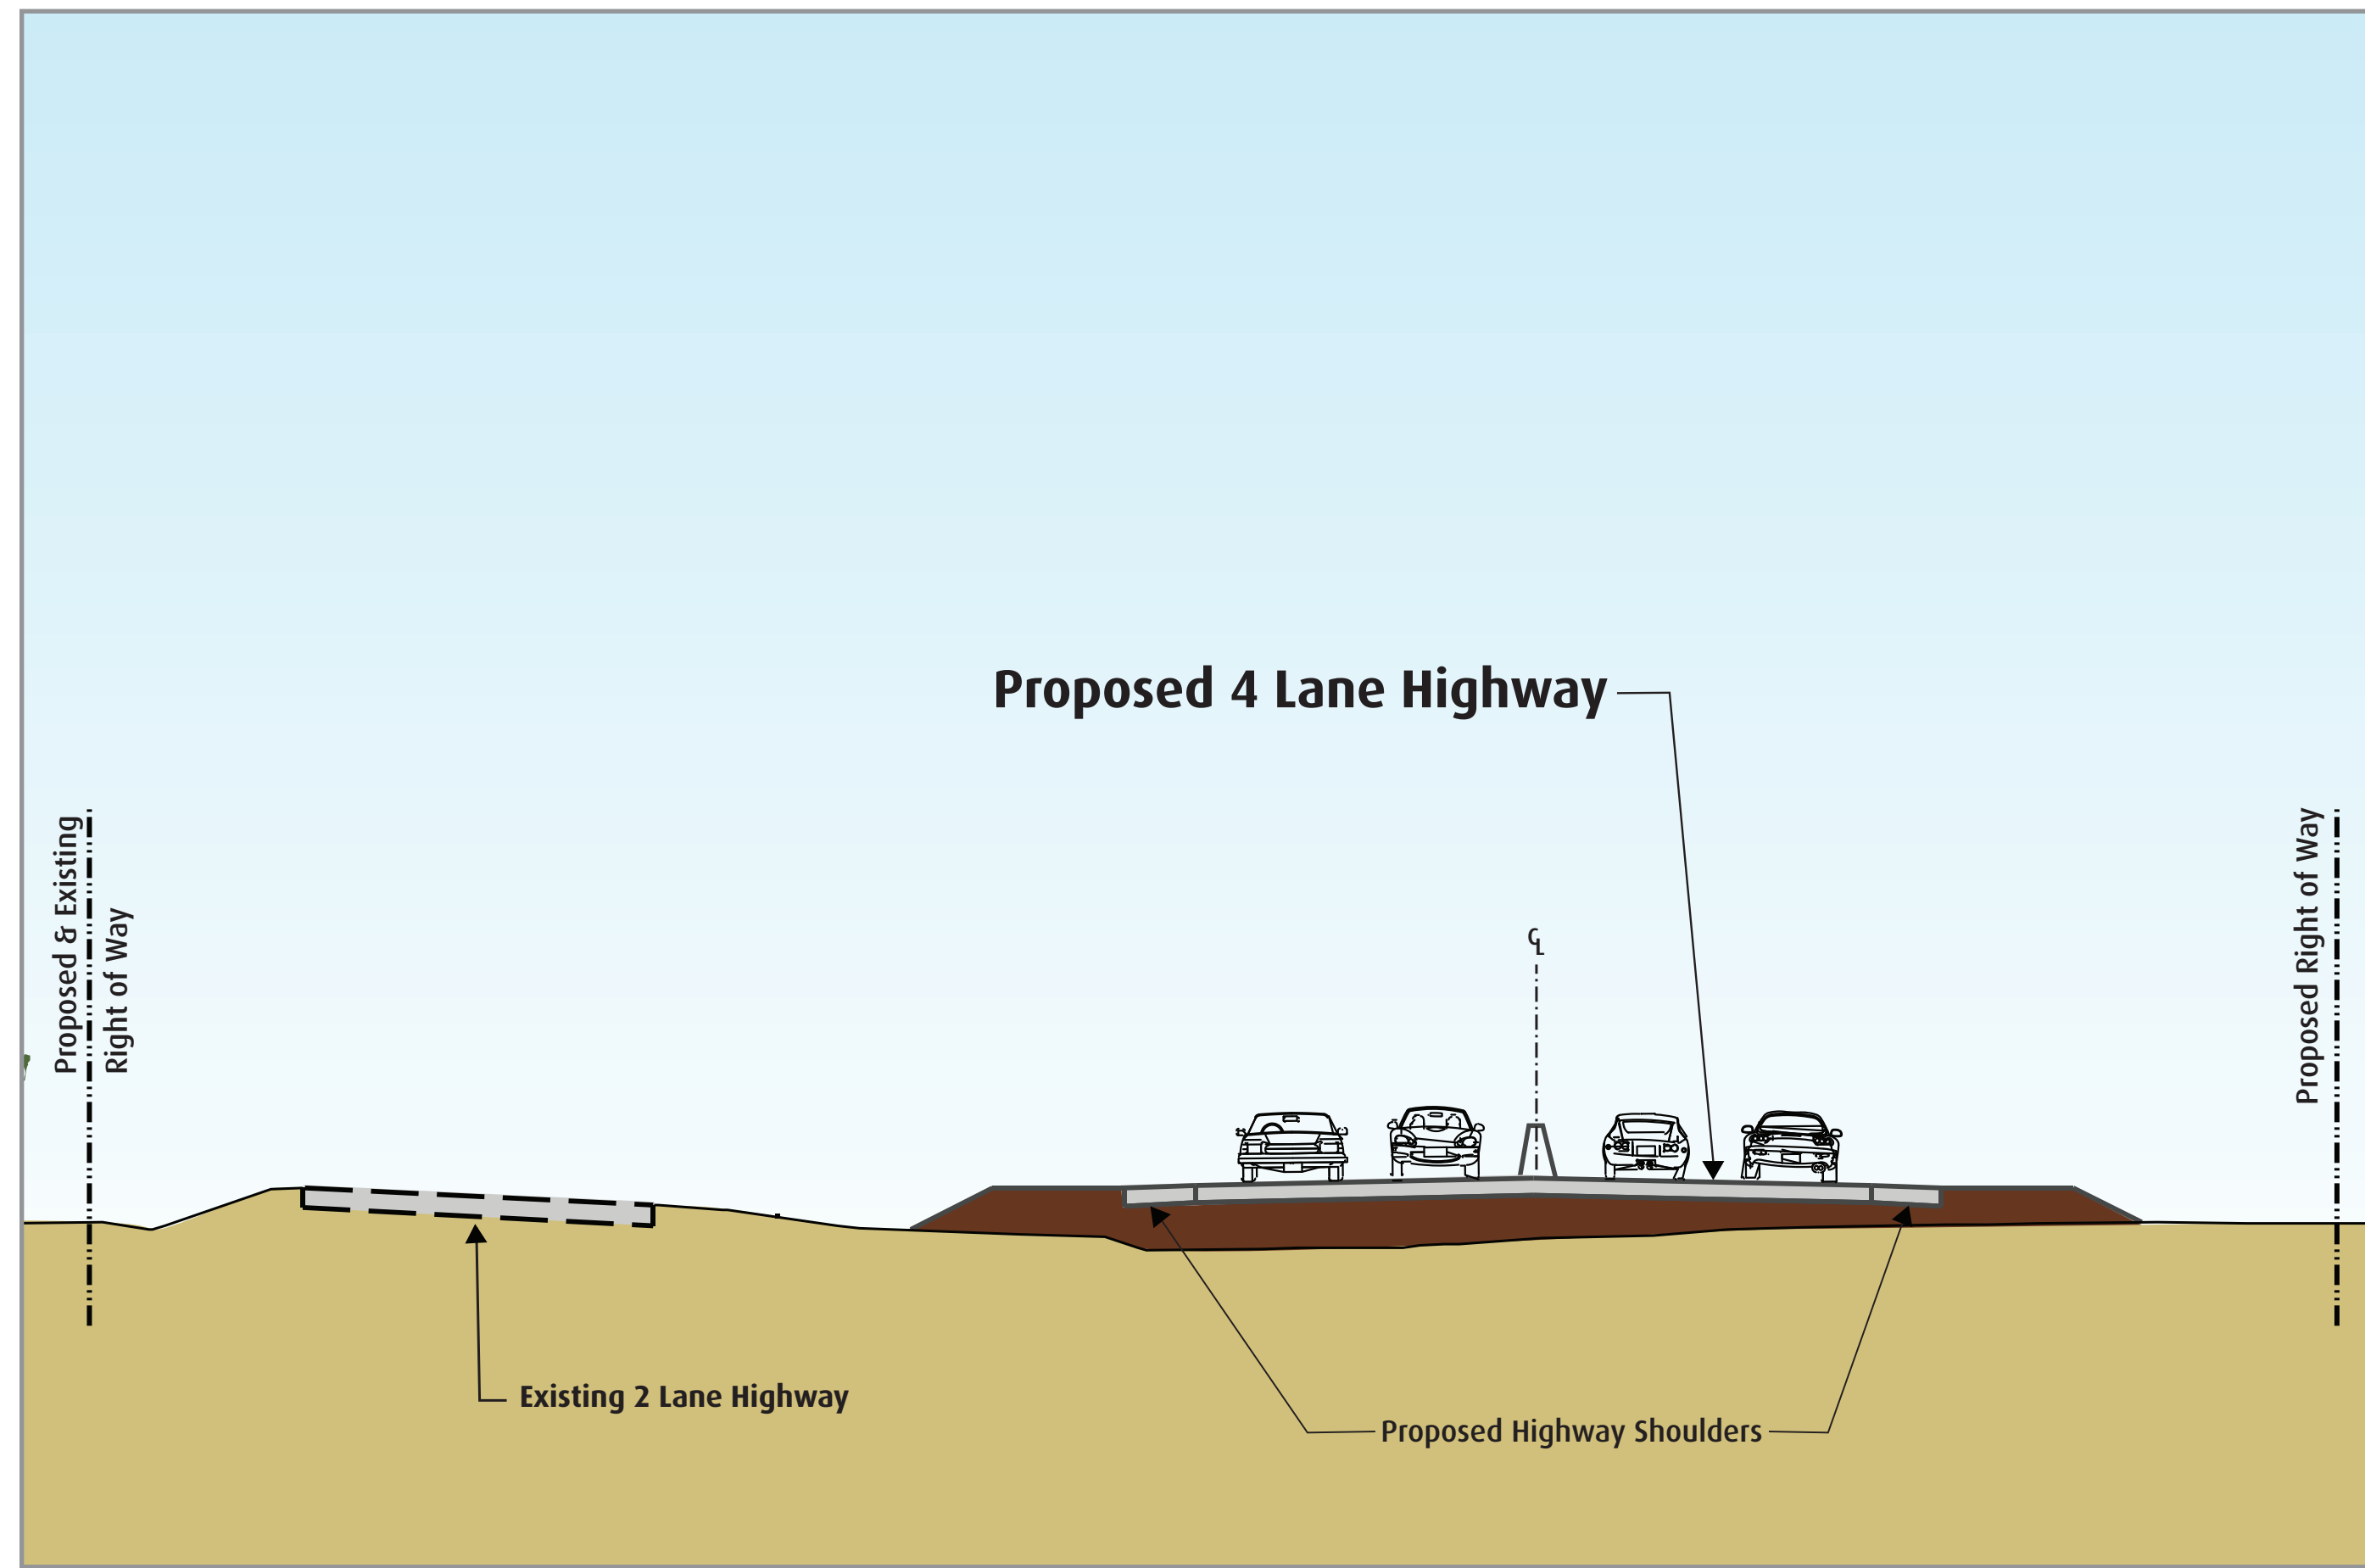 Proposed 4 Lane Highway
Proposed & Existing
Right of Way
Proposed Right of Way
CL
Existing 2 Lane Highway
Proposed Highway Shoulders